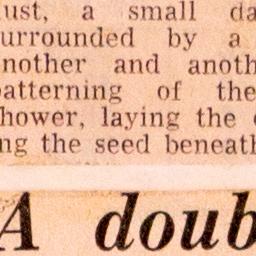 ust, a small da
urrounded by a
nother and anoth
patterning of the
hower, laying the
ng the seed beneath
A doub